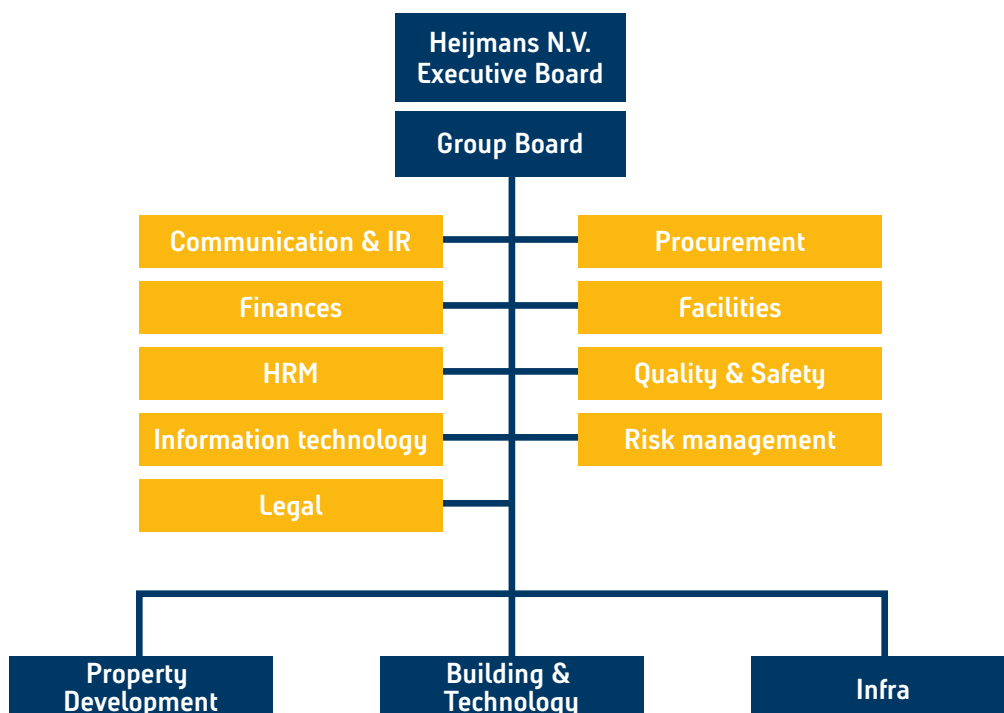 Heijmans N.V.
Executive Board
Group Board
Communication & IR
Procurement
Finances
Facilities
HRM
Quality & Safety
Information technology
Risk management
Legal
Property
Development
Building &
Technology
Infra